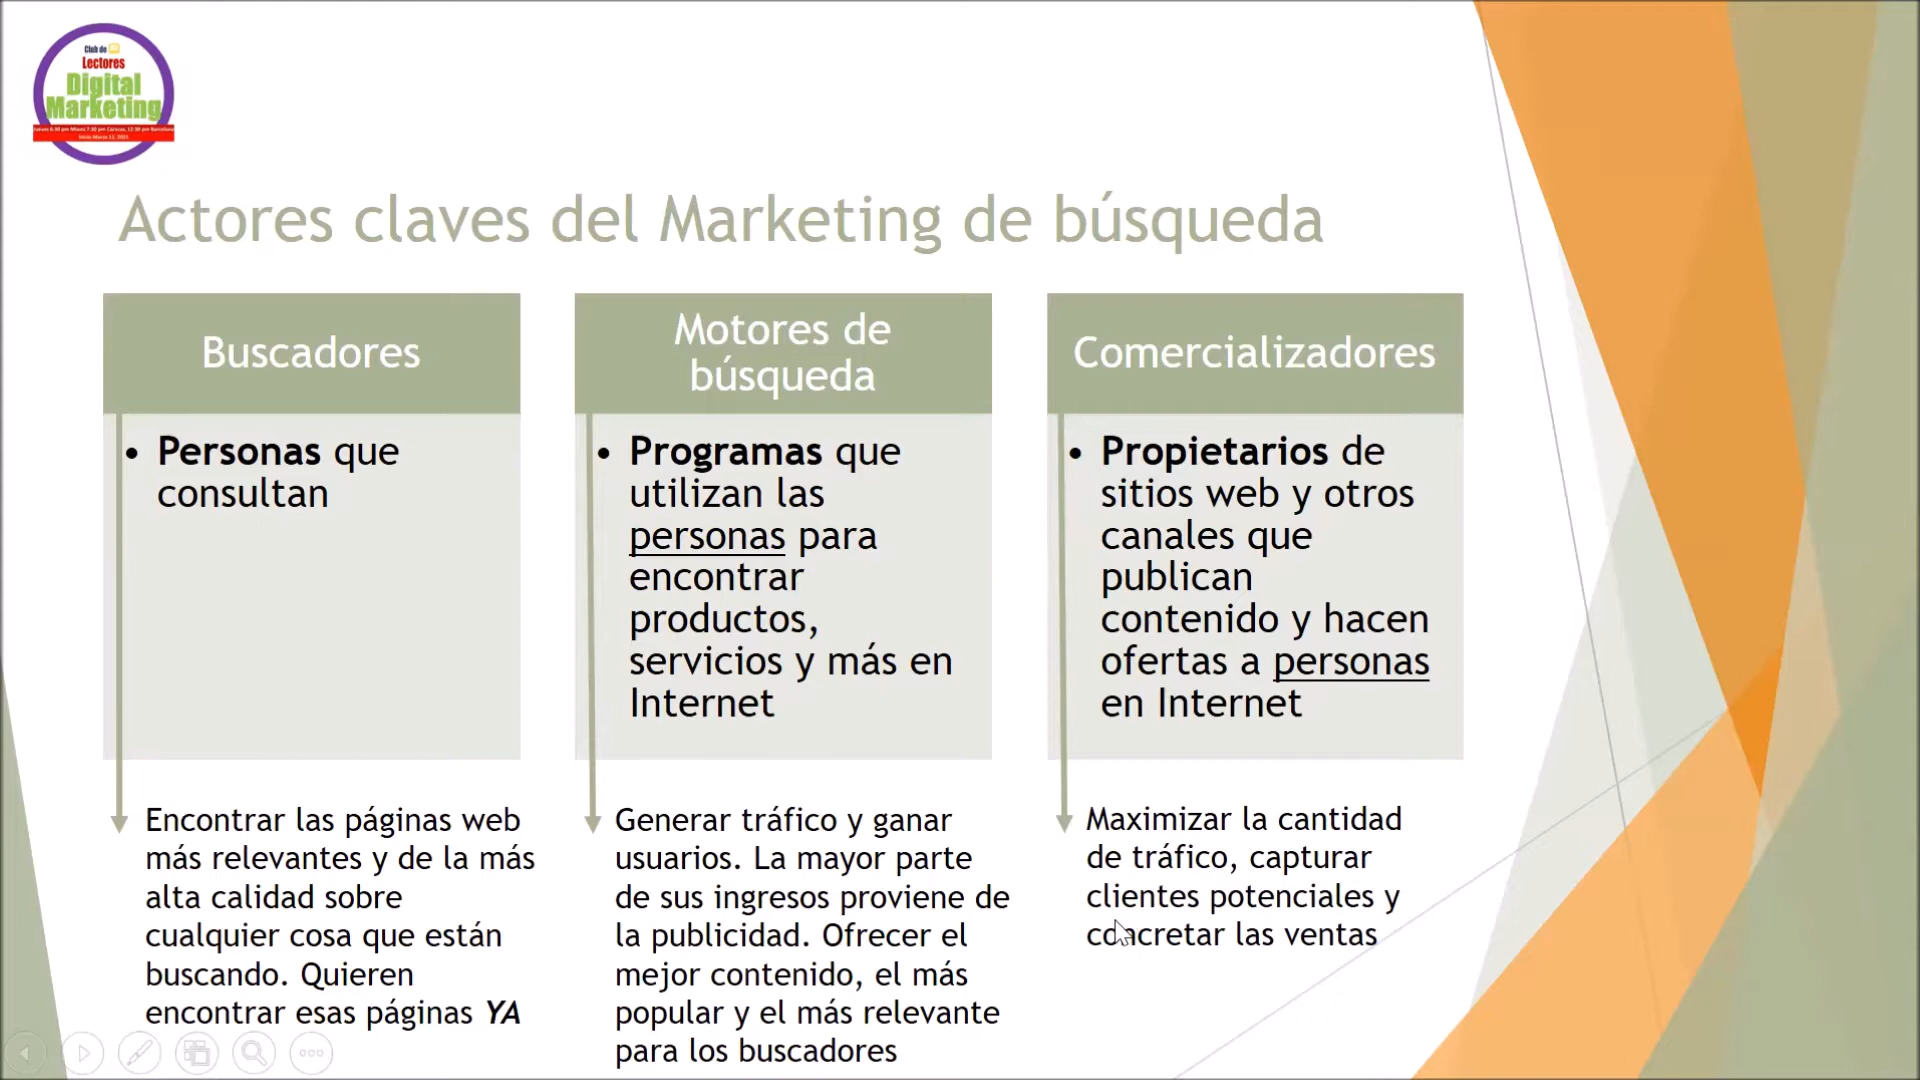 Club de
Lectores
Digital
Marketing
Actores claves del Marketing de búsqueda
Buscadores
• Personas que
consultan
Encontrar las páginas web
más relevantes y de la más
alta calidad sobre
cualquier cosa que están
buscando. Quieren
encontrar esas páginas YA
Motores de
búsqueda
• Programas que
utilizan las
personas para
encontrar
productos,
servicios y más en
Internet
Generar tráfico y ganar
usuarios. La mayor parte
de sus ingresos proviene de
la publicidad. Ofrecer el
mejor contenido, el más
popular y el más relevante
para los buscadores
Comercializadores
• Propietarios de
sitios web y otros
canales que
publican
contenido y hacen
ofertas a personas
en Internet
Maximizar la cantidad
de tráfico, capturar
clientes potenciales y
concretar las ventas